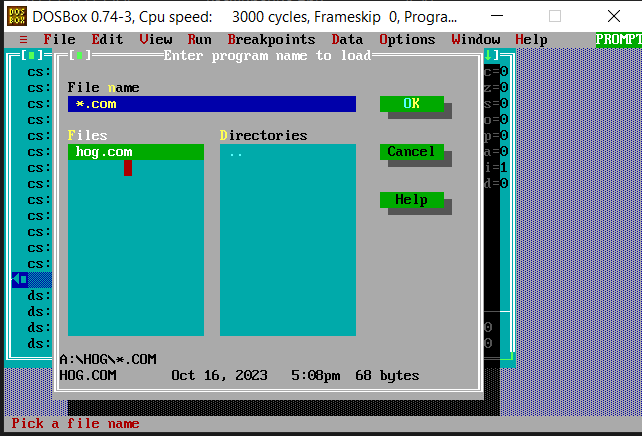 DOSBox 0.74-3, Cpu speed: 3000 cycles, Frameskip 0, Progra...
≡ File Edit View Run Breakpoints Data Options Window Help PROMPT
[■] [■] Enter program name to load [↓]
cs: c=0
File name
cs: z=0
*.com OK
cs: s=0
cs: o=0
Files Directories
cs: p=0
hog.com .. Cancel
cs: a=0
cs: i=1
cs: d=0
Help
cs:
cs:
cs:
cs:
cs:
ds:
ds:
ds: 0
ds: 0
A:\HOG\*.COM
HOG.COM Oct 16, 2023 5:08pm 68 bytes
Pick a file name